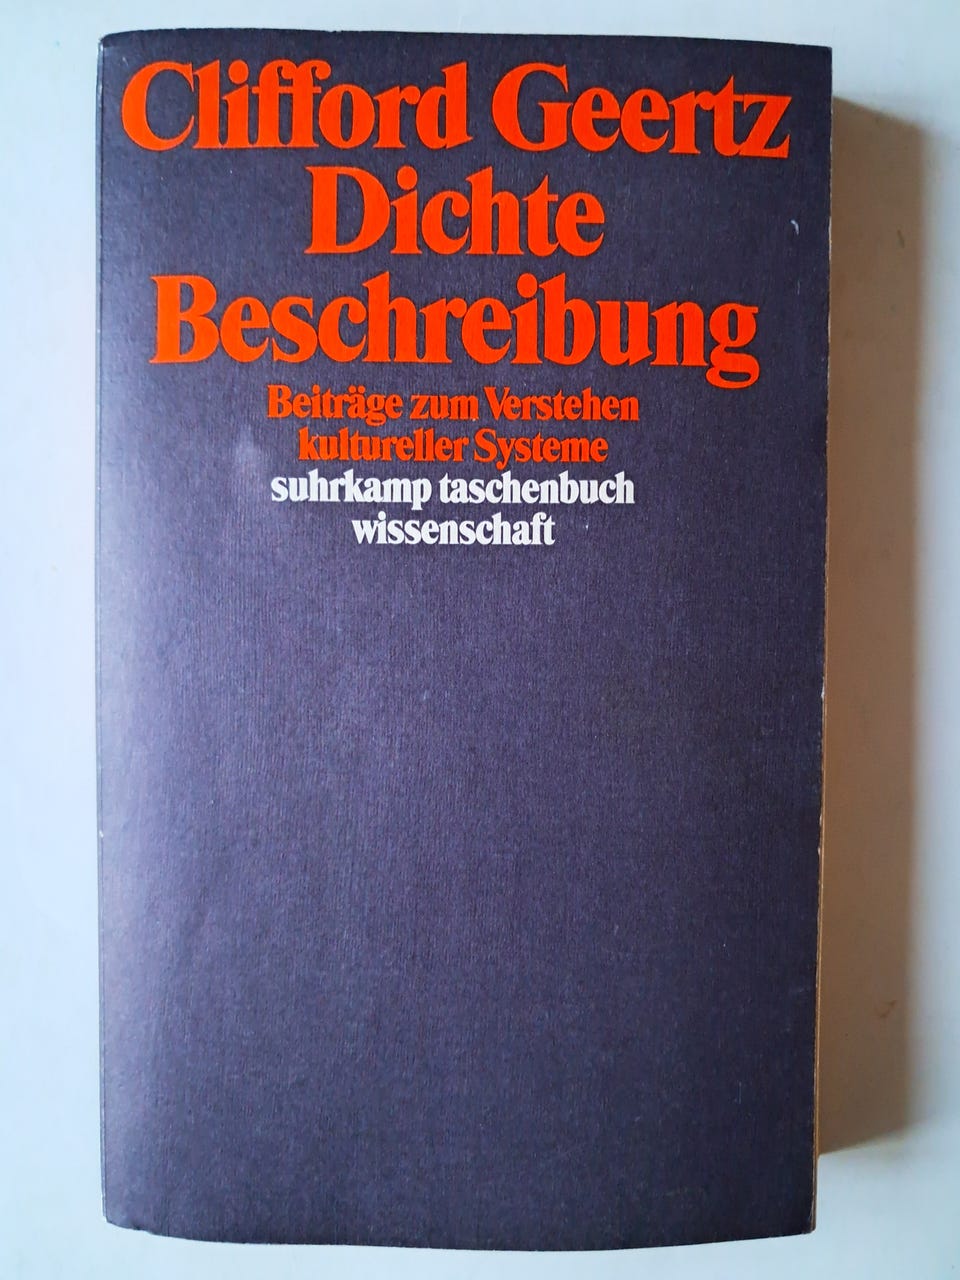 Clifford Geertz
Dichte
Beschreibung
Beiträge zum Verstehen
kultureller Systeme
suhrkamp taschenbuch
wissenschaft